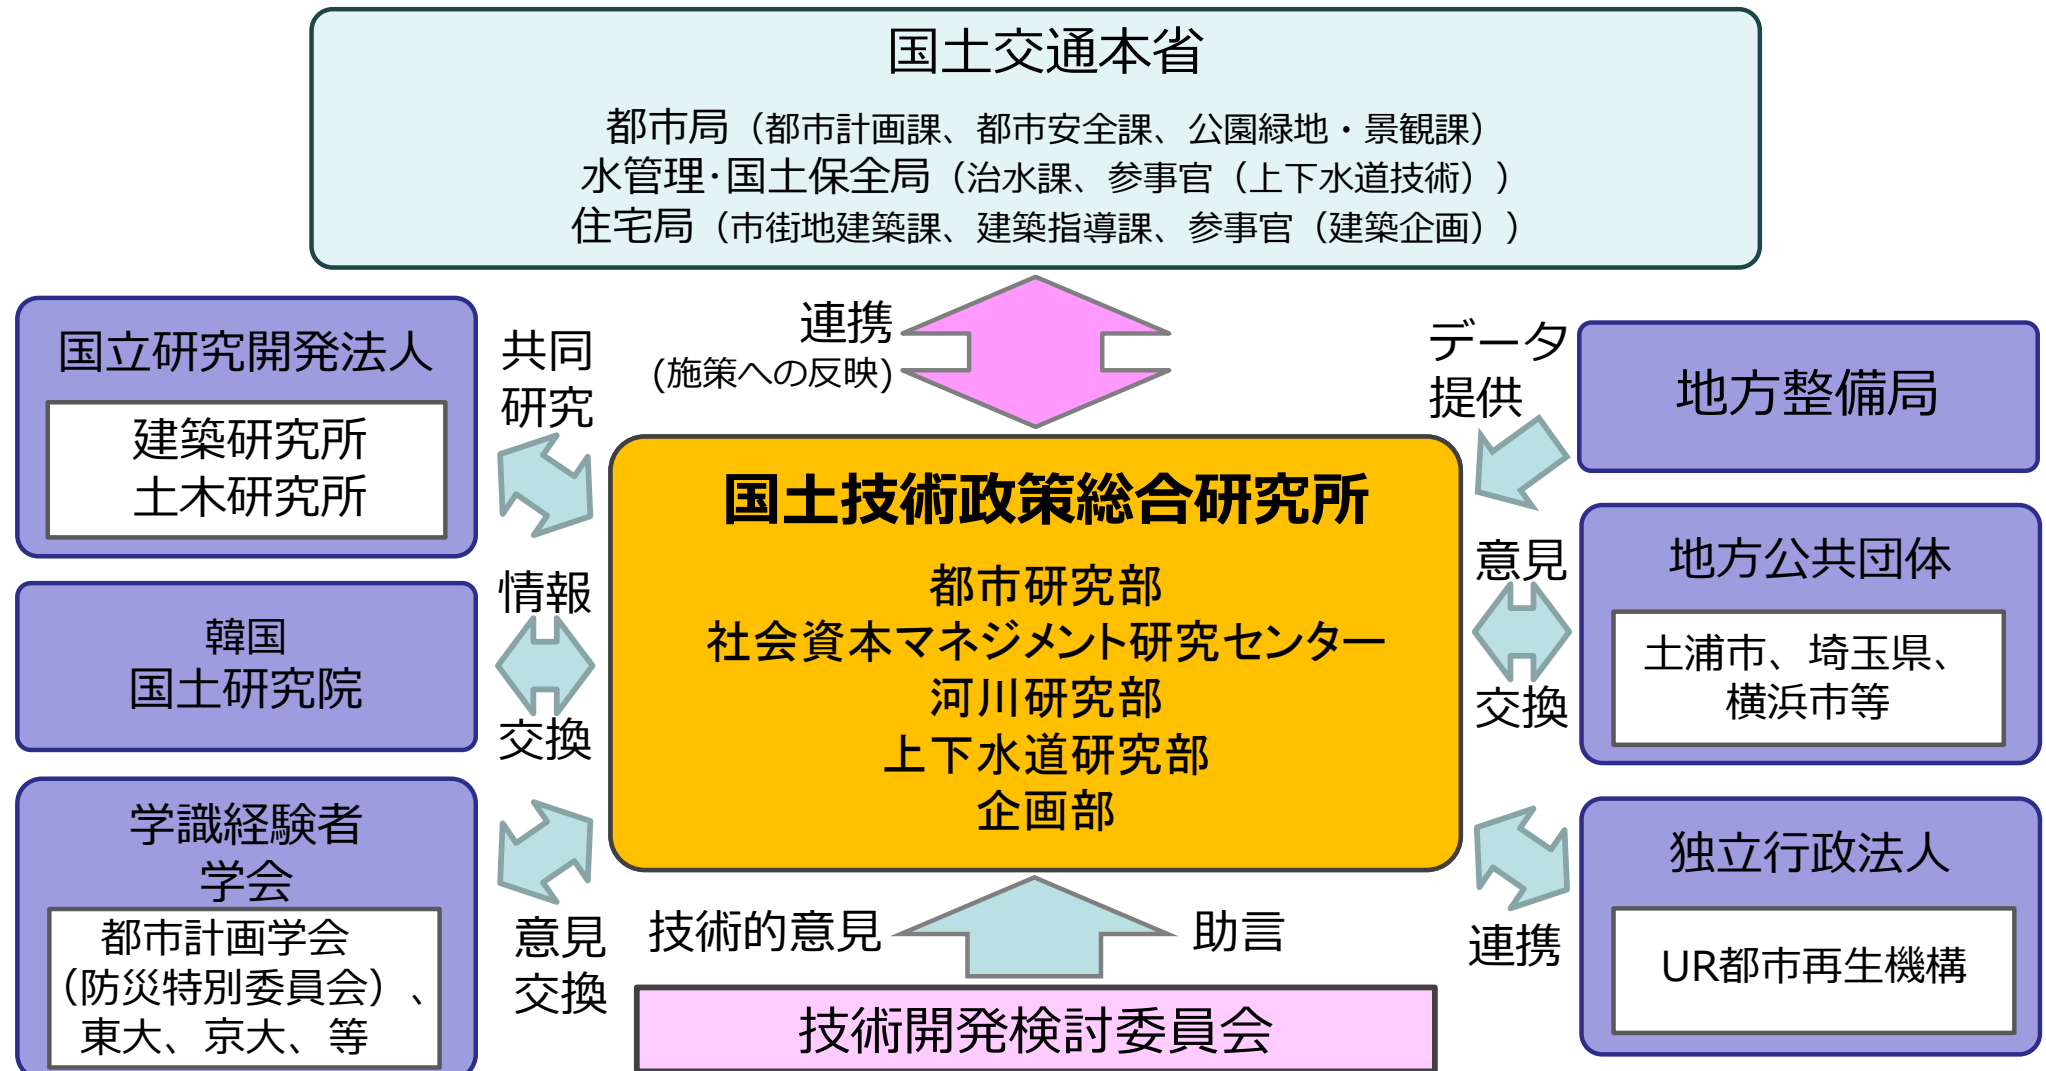 国土交通本省
都市局（都市計画課、都市安全課、公園緑地・景観課）
水管理･国土保全局（治水課、参事官（上下水道技術））
住宅局（市街地建築課、建築指導課、参事官（建築企画））
連携
(施策への反映)
国立研究開発法人
建築研究所
土木研究所
共同
研究
韓国
国土研究院
情報
交換
学識経験者
学会
都市計画学会
（防災特別委員会）、
東大、京大、等
意見
交換
国土技術政策総合研究所
都市研究部
社会資本マネジメント研究センター
河川研究部
上下水道研究部
企画部
技術的意見
助言
技術開発検討委員会
データ
提供
地方整備局
意見
交換
地方公共団体
土浦市、埼玉県、
横浜市等
連携
独立行政法人
UR都市再生機構